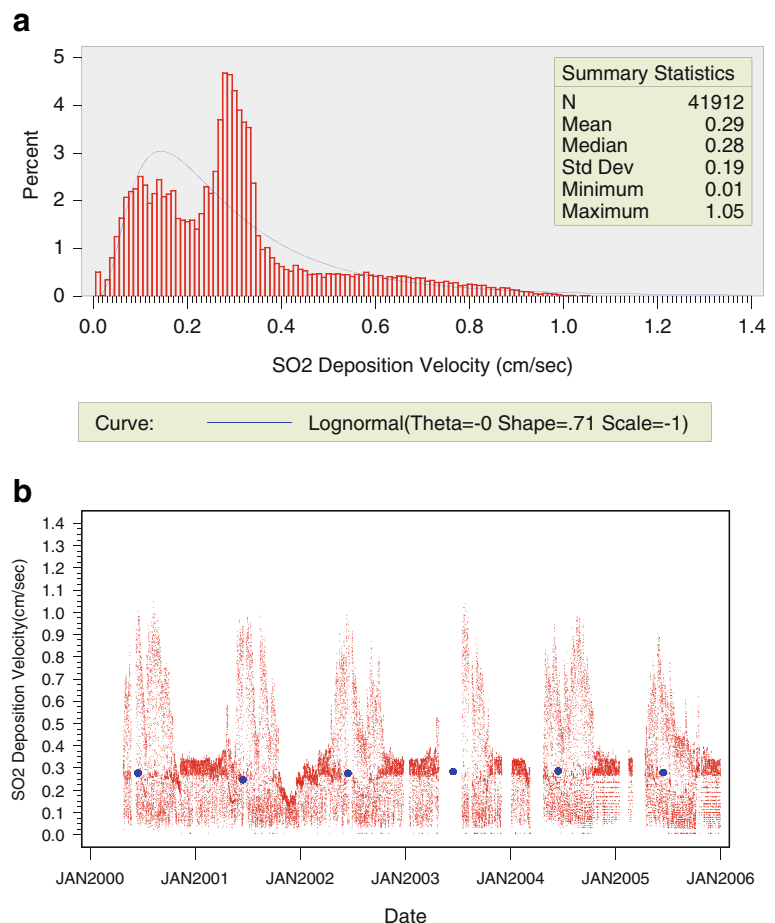 a
5
4
3
2
1
0
Percent
Summary Statistics
N 41912
Mean 0.29
Median 0.28
Std Dev 0.19
Minimum 0.01
Maximum 1.05
0.0 0.2 0.4 0.6 0.8 1.0 1.2 1.4
SO2 Deposition Velocity (cm/sec)
Curve: Lognormal(Theta=-0 Shape=.71 Scale=-1)
b
1.4
1.3
1.2
1.1
1.0
0.9
0.8
0.7
0.6
0.5
0.4
0.3
0.2
0.1
0.0
SO2 Deposition Velocity(cm/sec)
JAN2000 JAN2001 JAN2002 JAN2003 JAN2004 JAN2005 JAN2006
Date